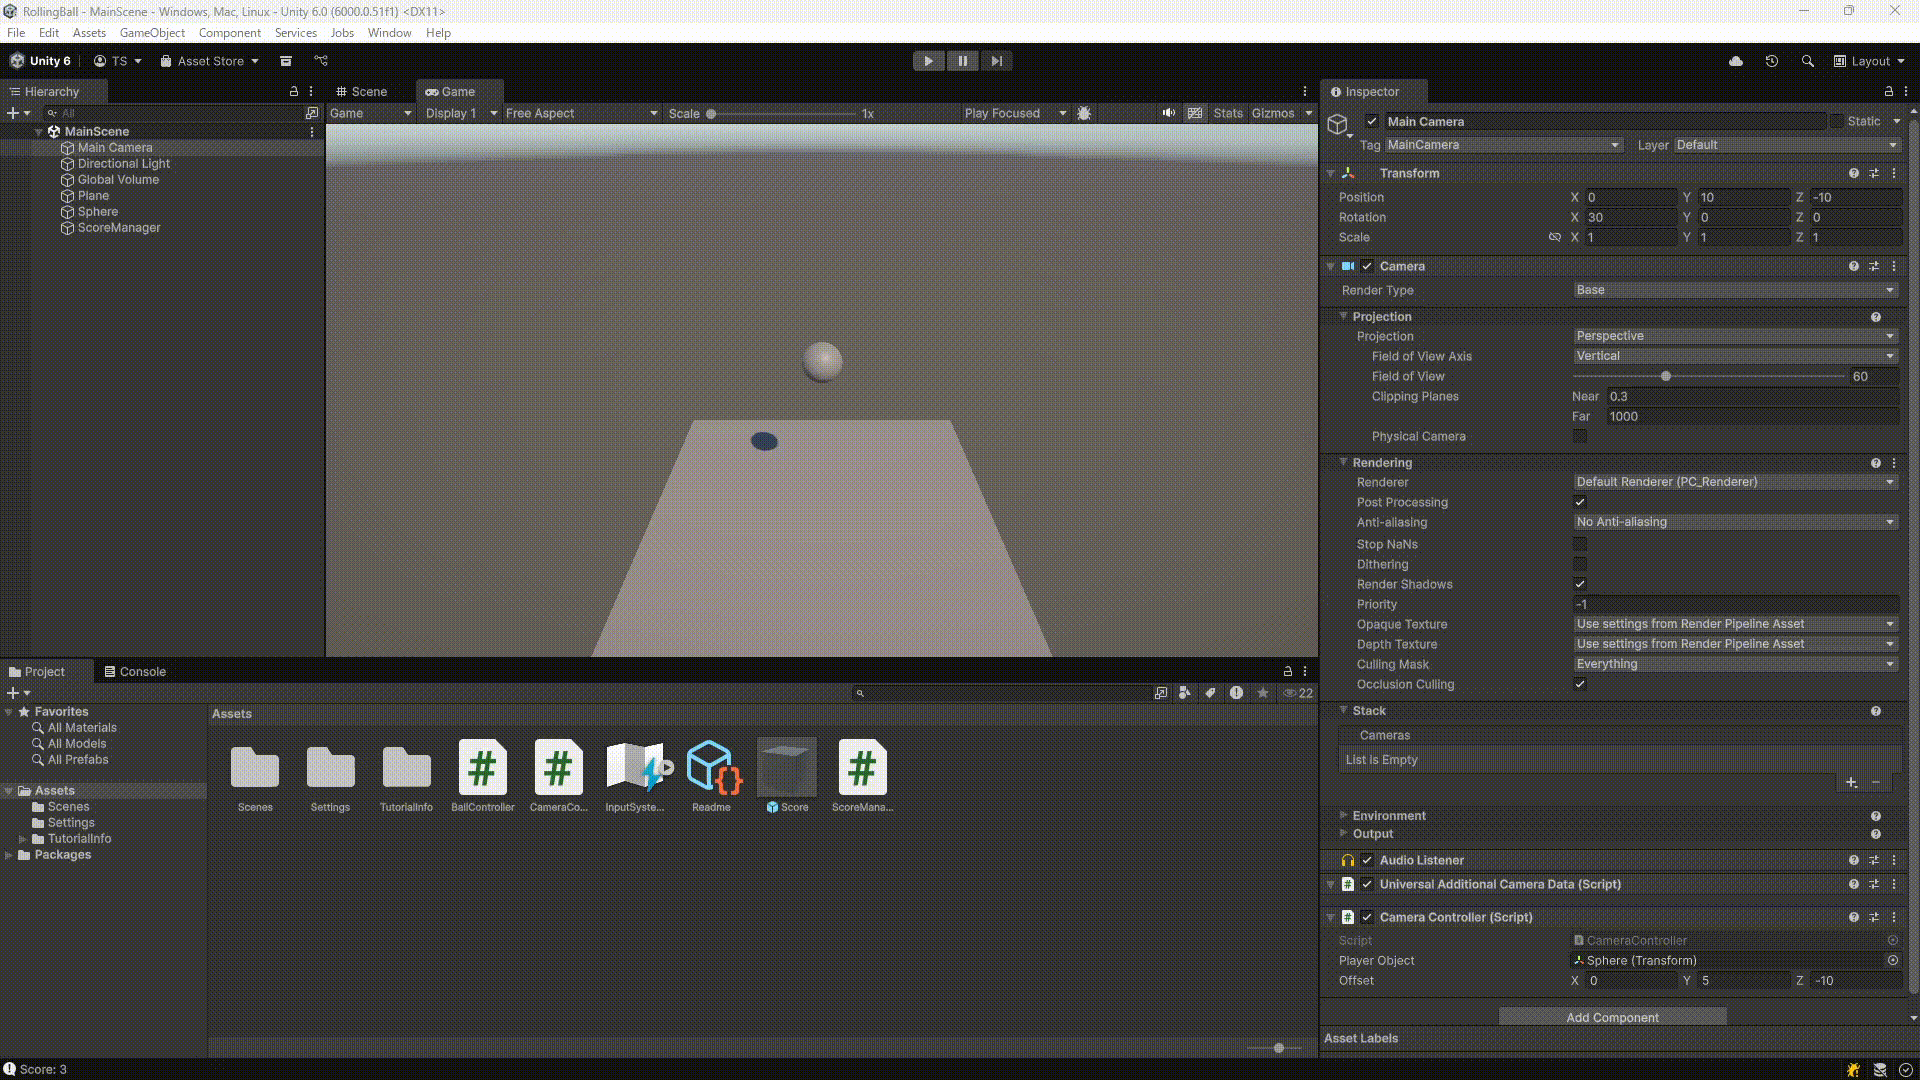 RollingBall - MainScene - Windows, Mac, Linux - Unity 6.0 (6000.0.51f1) <DX11>
File Edit Assets GameObject Component Services Jobs Window Help
Unity 6 TS Asset Store Layout
Hierarchy
All
MainScene
Main Camera
Directional Light
Global Volume
Plane
Sphere
ScoreManager
Scene Game
Game Display 1 Free Aspect Scale 1x Play Focused Stats Gizmos
Inspector
Main Camera Static
Tag MainCamera Layer Default
Transform
Position X 0 Y 10 Z -10
Rotation X 30 Y 0 Z 0
Scale X 1 Y 1 Z 1
Camera
Render Type Base
Projection
Projection Perspective
Field of View Axis Vertical
Field of View 60
Clipping Planes Near 0.3
Far 1000
Physical Camera
Rendering
Renderer Default Renderer (PC_Renderer)
Post Processing
Anti-aliasing No Anti-aliasing
Stop NaNs
Dithering
Render Shadows
Priority -1
Opaque Texture Use settings from Render Pipeline Asset
Depth Texture Use settings from Render Pipeline Asset
Culling Mask Everything
Occlusion Culling
Stack
Cameras
List is Empty
Environment
Output
Audio Listener
# Universal Additional Camera Data (Script)
# Camera Controller (Script)
Script CameraController
Player Object Sphere (Transform)
Offset X 0 Y 5 Z -10
Add Component
Asset Labels
Project Console
22
Favorites
All Materials
All Models
All Prefabs
Assets
Scenes
Settings
TutorialInfo
Packages
Assets
Scenes
Settings
TutorialInfo
# BallController
# CameraCo...
InputSyste...
{} Readme
Score
# ScoreMana...
Score: 3